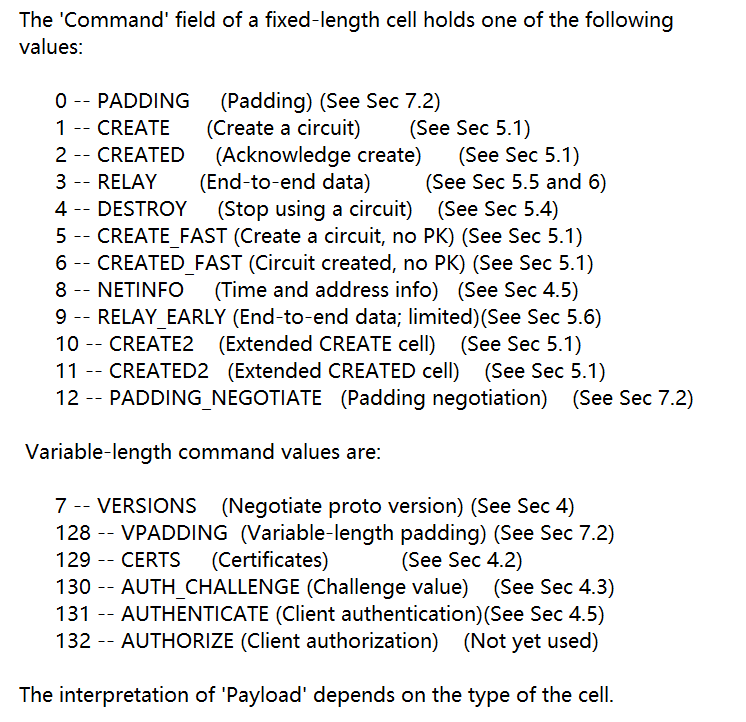 The 'Command' field of a fixed-length cell holds one of the following
values:
0 -- PADDING (Padding) (See Sec 7.2)
1 -- CREATE (Create a circuit) (See Sec 5.1)
2 -- CREATED (Acknowledge create) (See Sec 5.1)
3 -- RELAY (End-to-end data) (See Sec 5.5 and 6)
4 -- DESTROY (Stop using a circuit) (See Sec 5.4)
5 -- CREATE_FAST (Create a circuit, no PK) (See Sec 5.1)
6 -- CREATED_FAST (Circuit created, no PK) (See Sec 5.1)
8 -- NETINFO (Time and address info) (See Sec 4.5)
9 -- RELAY_EARLY (End-to-end data; limited)(See Sec 5.6)
10 -- CREATE2 (Extended CREATE cell) (See Sec 5.1)
11 -- CREATED2 (Extended CREATED cell) (See Sec 5.1)
12 -- PADDING_NEGOTIATE (Padding negotiation) (See Sec 7.2)
Variable-length command values are:
7 -- VERSIONS (Negotiate proto version) (See Sec 4)
128 -- VPADDING (Variable-length padding) (See Sec 7.2)
129 -- CERTS (Certificates) (See Sec 4.2)
130 -- AUTH_CHALLENGE (Challenge value) (See Sec 4.3)
131 -- AUTHENTICATE (Client authentication)(See Sec 4.5)
132 -- AUTHORIZE (Client authorization) (Not yet used)
The interpretation of 'Payload' depends on the type of the cell.